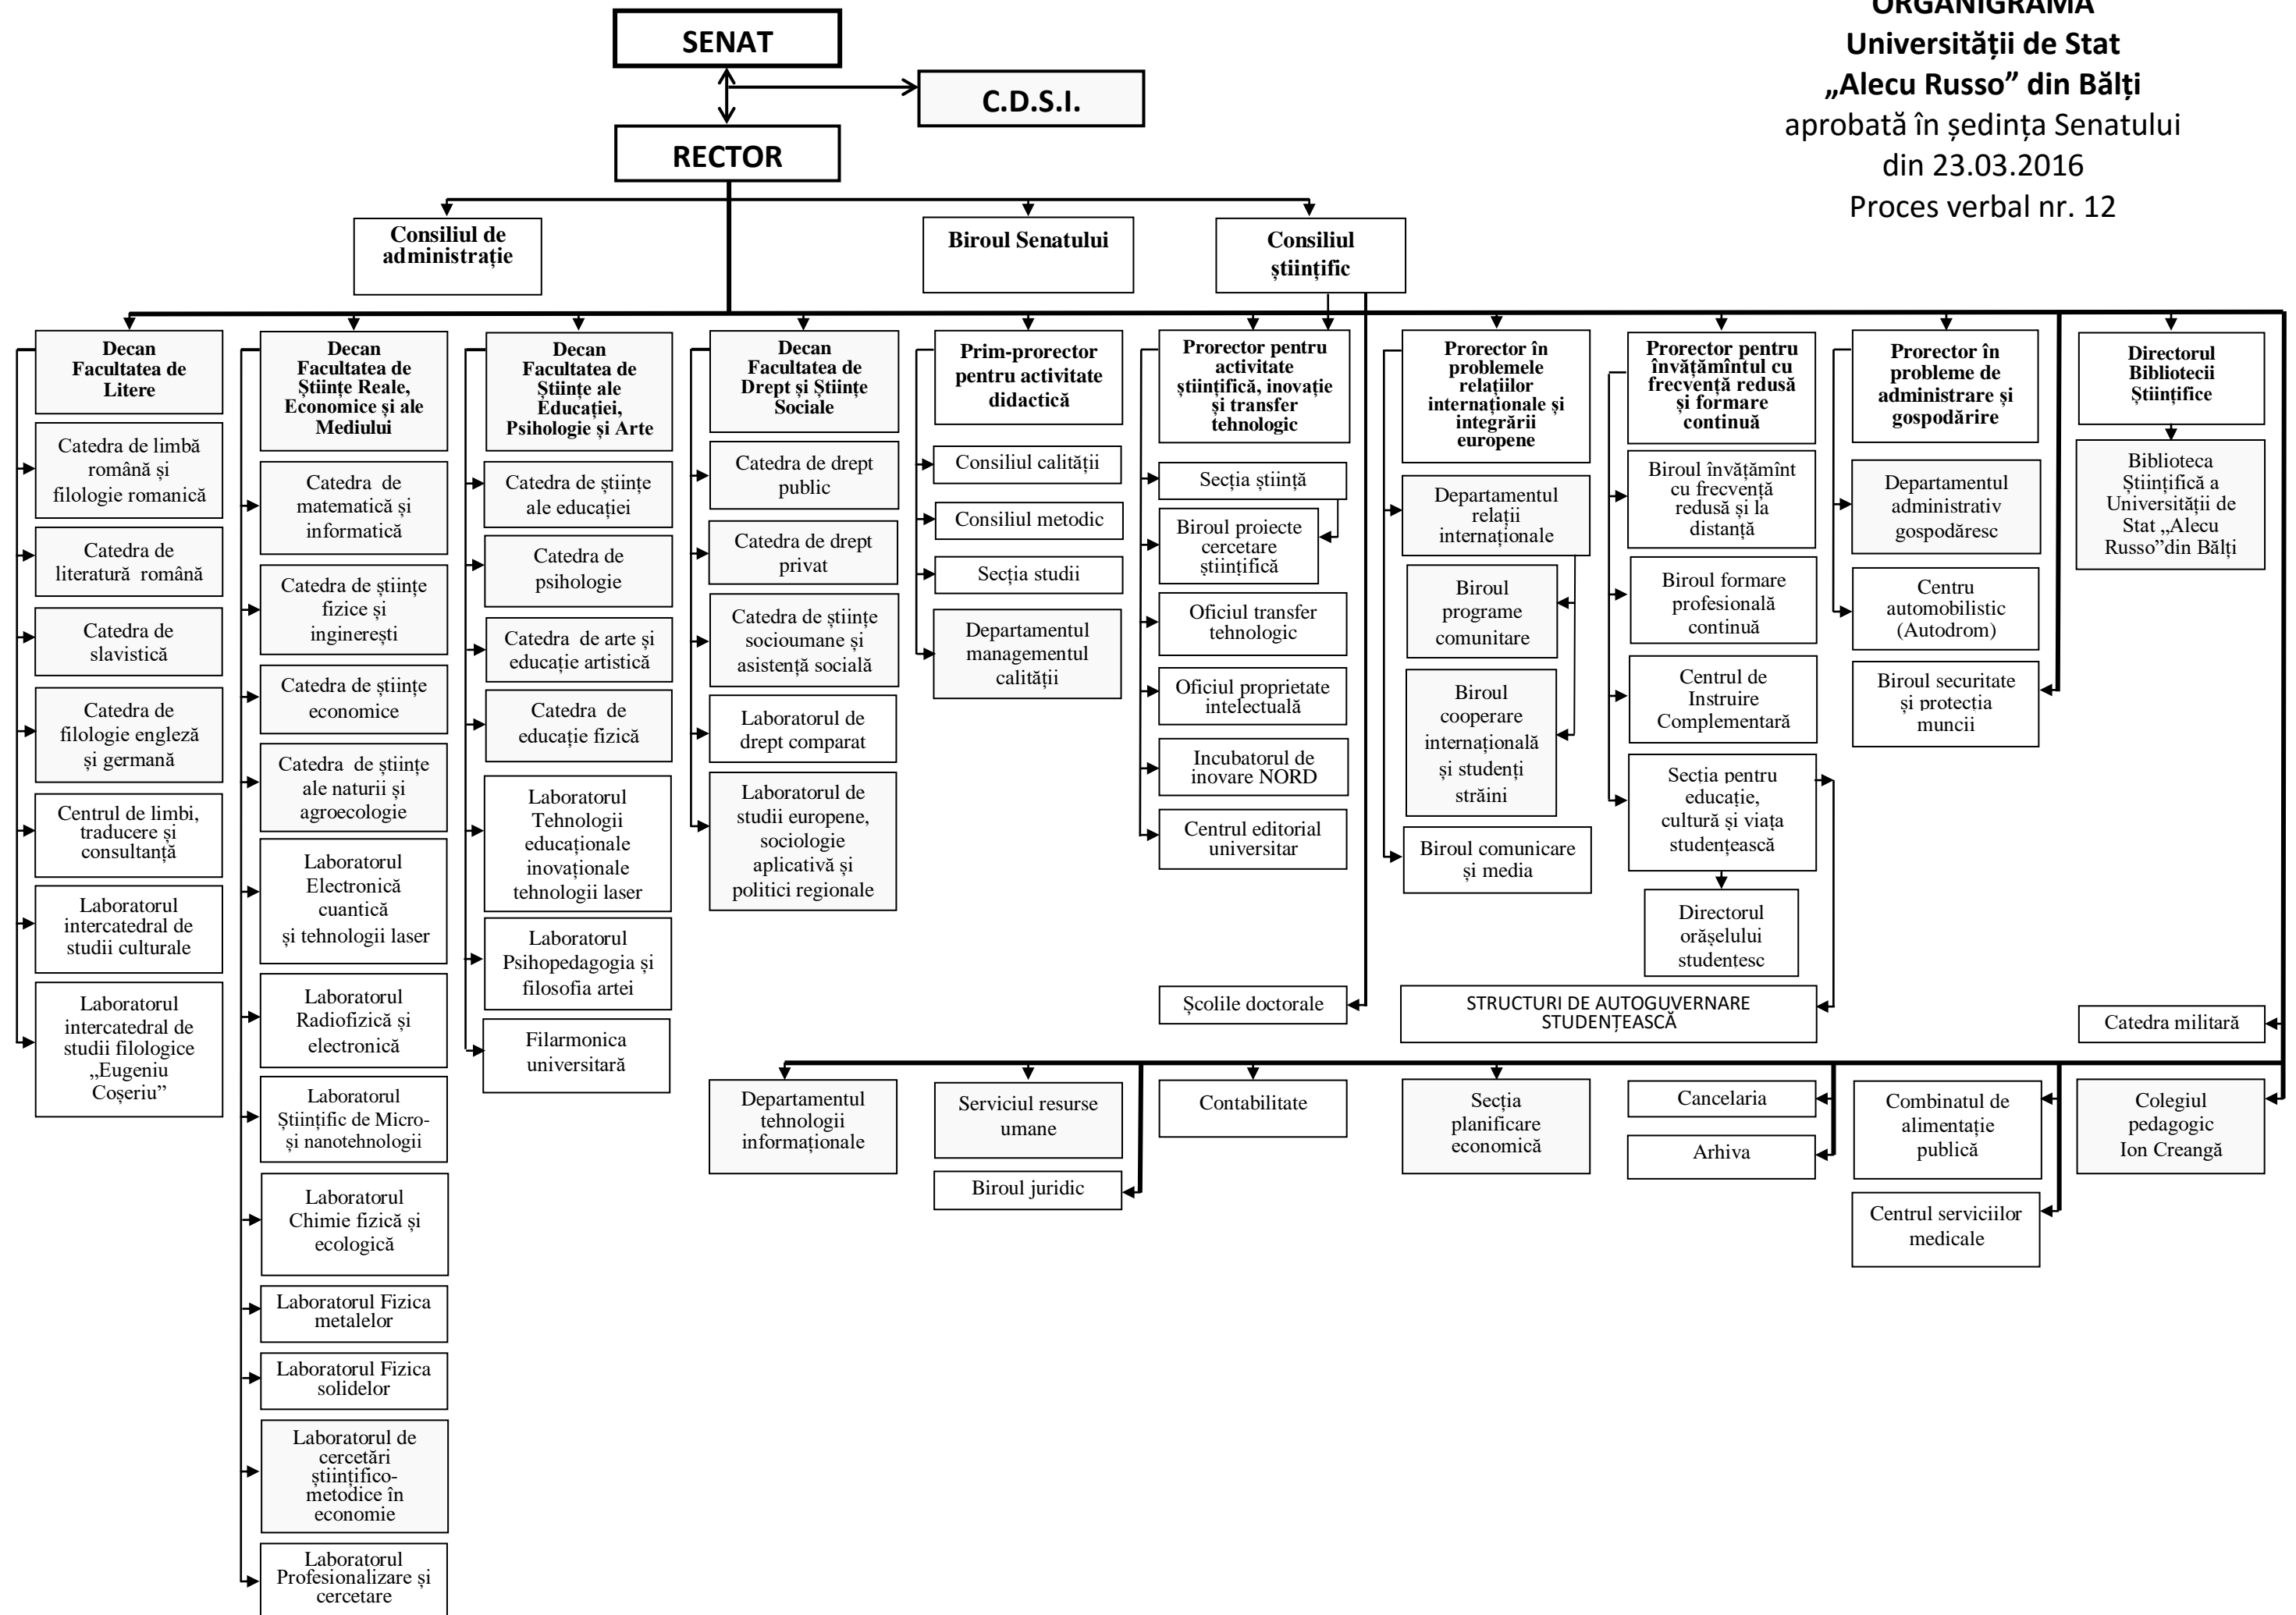 ORGANIGRAMA
Universității de Stat
„Alecu Russo” din Bălți
aprobată în ședința Senatului
din 23.03.2016
Proces verbal nr. 12
SENAT
C.D.S.I.
RECTOR
Consiliul de
administrație
Biroul Senatului
Consiliul
științific
Decan
Facultatea de
Litere
Catedra de limbă
română și
filologie romanică
Catedra de
literatură română
Catedra de
slavistică
Catedra de
filologie engleză
și germană
Centrul de limbi,
traducere și
consultanță
Laboratorul
intercatedral de
studii culturale
Laboratorul
intercatedral de
studii filologice
„Eugeniu
Coșeriu”
Decan
Facultatea de
Științe Reale,
Economice și ale
Mediului
Catedra de
matematică și
informatică
Catedra de științe
fizice și
inginerești
Catedra de științe
economice
Catedra de științe
ale naturii și
agroecologie
Laboratorul
Electronică
cuantică
și tehnologii laser
Laboratorul
Radiofizică și
electronică
Laboratorul
Științific de Micro-
și nanotehnologii
Laboratorul
Chimie fizică și
ecologică
Laboratorul Fizica
metalelor
Laboratorul Fizica
solidelor
Laboratorul de
cercetări
științifico-
metodice în
economie
Laboratorul
Profesionalizare și
cercetare
Decan
Facultatea de
Științe ale
Educației,
Psihologie și Arte
Catedra de științe
ale educației
Catedra de
psihologie
Catedra de arte și
educație artistică
Catedra de
educație fizică
Laboratorul
Tehnologii
educaționale
inovaționale
tehnologii laser
Laboratorul
Psihopedagogia și
filosofia artei
Filarmonica
universitară
Decan
Facultatea de
Drept și Științe
Sociale
Catedra de drept
public
Catedra de drept
privat
Catedra de științe
socioumane și
asistență socială
Laboratorul de
drept comparat
Laboratorul de
studii europene,
sociologie
aplicativă și
politici regionale
Prim-prorector
pentru activitate
didactică
Consiliul calității
Consiliul metodic
Secția studii
Departamentul
managementul
calității
Prorector pentru
activitate
științifică, inovație
și transfer
tehnologic
Secția știință
Biroul proiecte
cercetare
științifică
Oficiul transfer
tehnologic
Oficiul proprietate
intelectuală
Incubatorul de
inovare NORD
Centrul editorial
universitar
Școlile doctorale
Prorector în
problemele
relațiilor
internaționale și
integrării
europene
Departamentul
relații
internaționale
Biroul
programe
comunitare
Biroul
cooperare
internațională
și studenți
străini
Biroul comunicare
și media
Prorector pentru
învățămîntul cu
frecvență redusă
și formare
continuă
Biroul învățămînt
cu frecvență
redusă și la
distanță
Biroul formare
profesională
continuă
Centrul de
Instruire
Complementară
Secția pentru
educație,
cultură și viața
studențească
Directorul
orășelului
studențesc
STRUCTURI DE AUTOGUVERNARE
STUDENȚEASCĂ
Prorector în
probleme de
administrare și
gospodărire
Departamentul
administrativ
gospodăresc
Centru
automobilistic
(Autodrom)
Biroul securitate
și protecția
muncii
Directorul
Bibliotecii
Științifice
Biblioteca
Științifică a
Universității de
Stat „Alecu
Russo”din Bălți
Catedra militară
Departamentul
tehnologii
informaționale
Serviciul resurse
umane
Biroul juridic
Contabilitate
Secția
planificare
economică
Cancelaria
Arhiva
Combinatul de
alimentație
publică
Centrul serviciilor
medicale
Colegiul
pedagogic
Ion Creangă